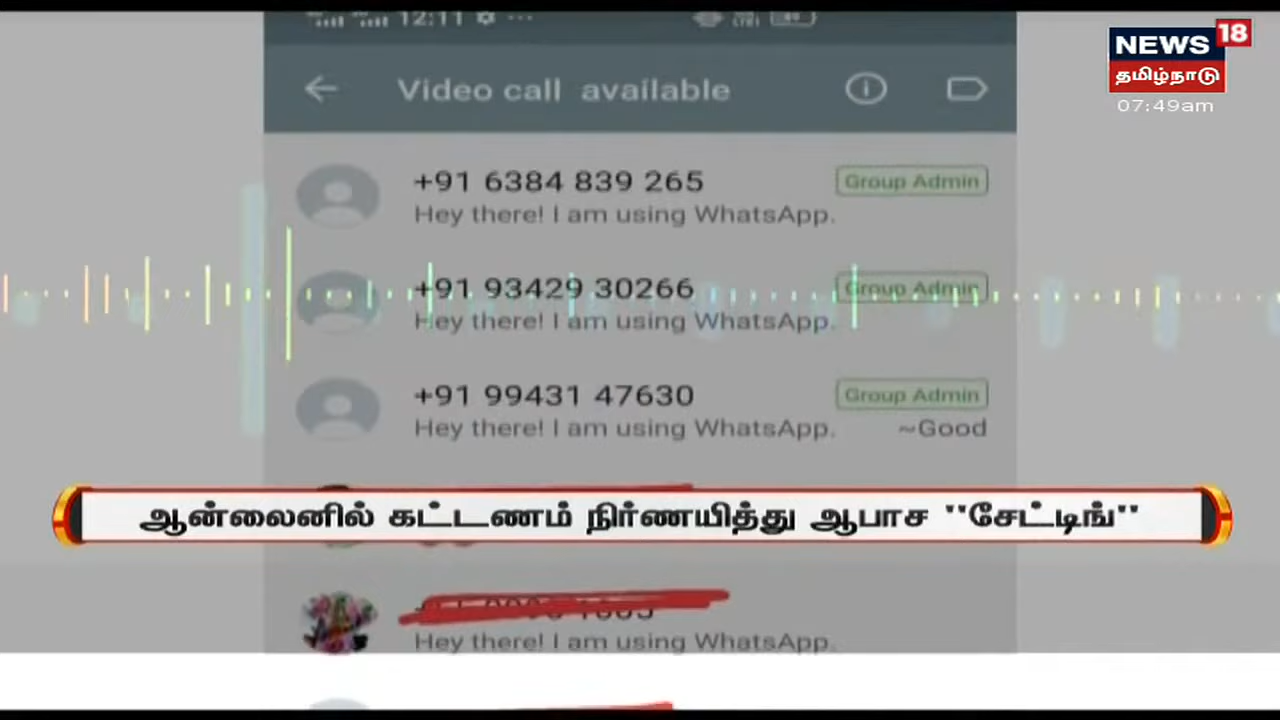 12:11
NEWS 18
தமிழ்நாடு
07:49am
Video call available
+91 6384 839 265 Group Admin
Hey there! I am using WhatsApp.
+91 93429 30266 Group Admin
Hey there! I am using WhatsApp.
+91 99431 47630 Group Admin
Hey there! I am using WhatsApp. ~Good
ஆன்லைனில் கட்டணம் நிர்ணயித்து ஆபாச "சேட்டிங்"
Hey there! I am using WhatsApp.